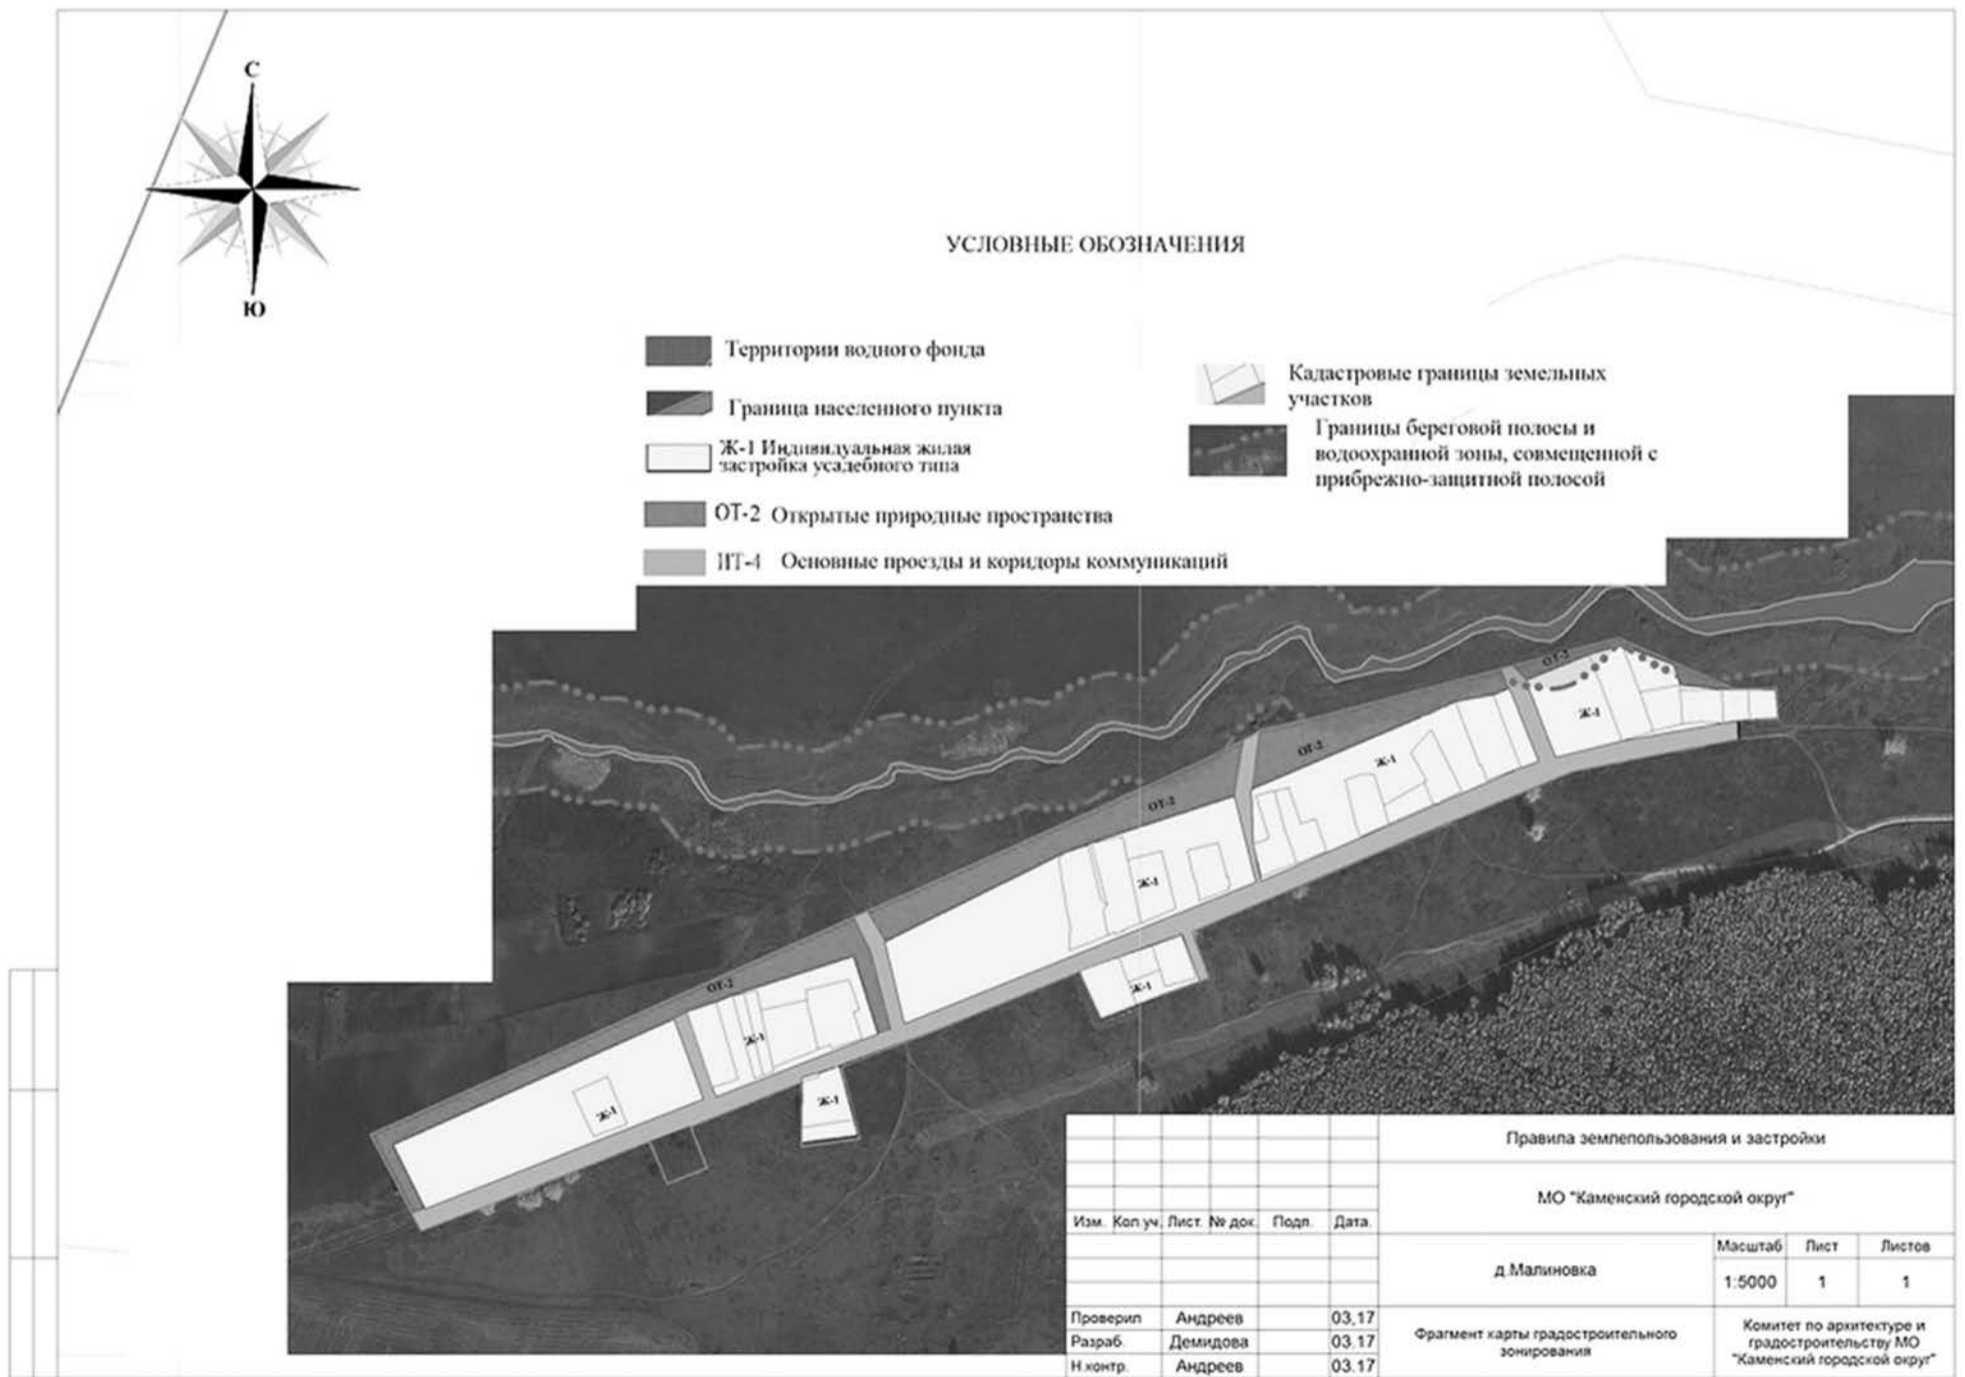 С
Ю
УСЛОВНЫЕ ОБОЗНАЧЕНИЯ
Территории водного фонда
Граница населенного пункта
Ж-1 Индивидуальная жилая
застройка усадебного типа
ОТ-2 Открытые природные пространства
ИТ-4 Основные проезды и коридоры коммуникаций
Кадастровые границы земельных
участков
Границы береговой полосы и
водоохранной зоны, совмещенной с
прибрежно-защитной полосой
ОТ-2
Ж-1
ОТ-2
Ж-1
ОТ-2
Ж-1
Ж-1
ОТ-2
Ж-1
Ж-1
Ж-1
Правила землепользования и застройки
МО "Каменский городской округ"
Изм. Кол.уч. Лист. № док. Подп. Дата.
д.Малиновка
Масштаб Лист Листов
1:5000 1 1
Проверил Андреев 03,17
Разраб. Демидова 03.17
Н.контр. Андреев 03.17
Фрагмент карты градостроительного
зонирования
Комитет по архитектуре и
градостроительству МО
"Каменский городской округ"